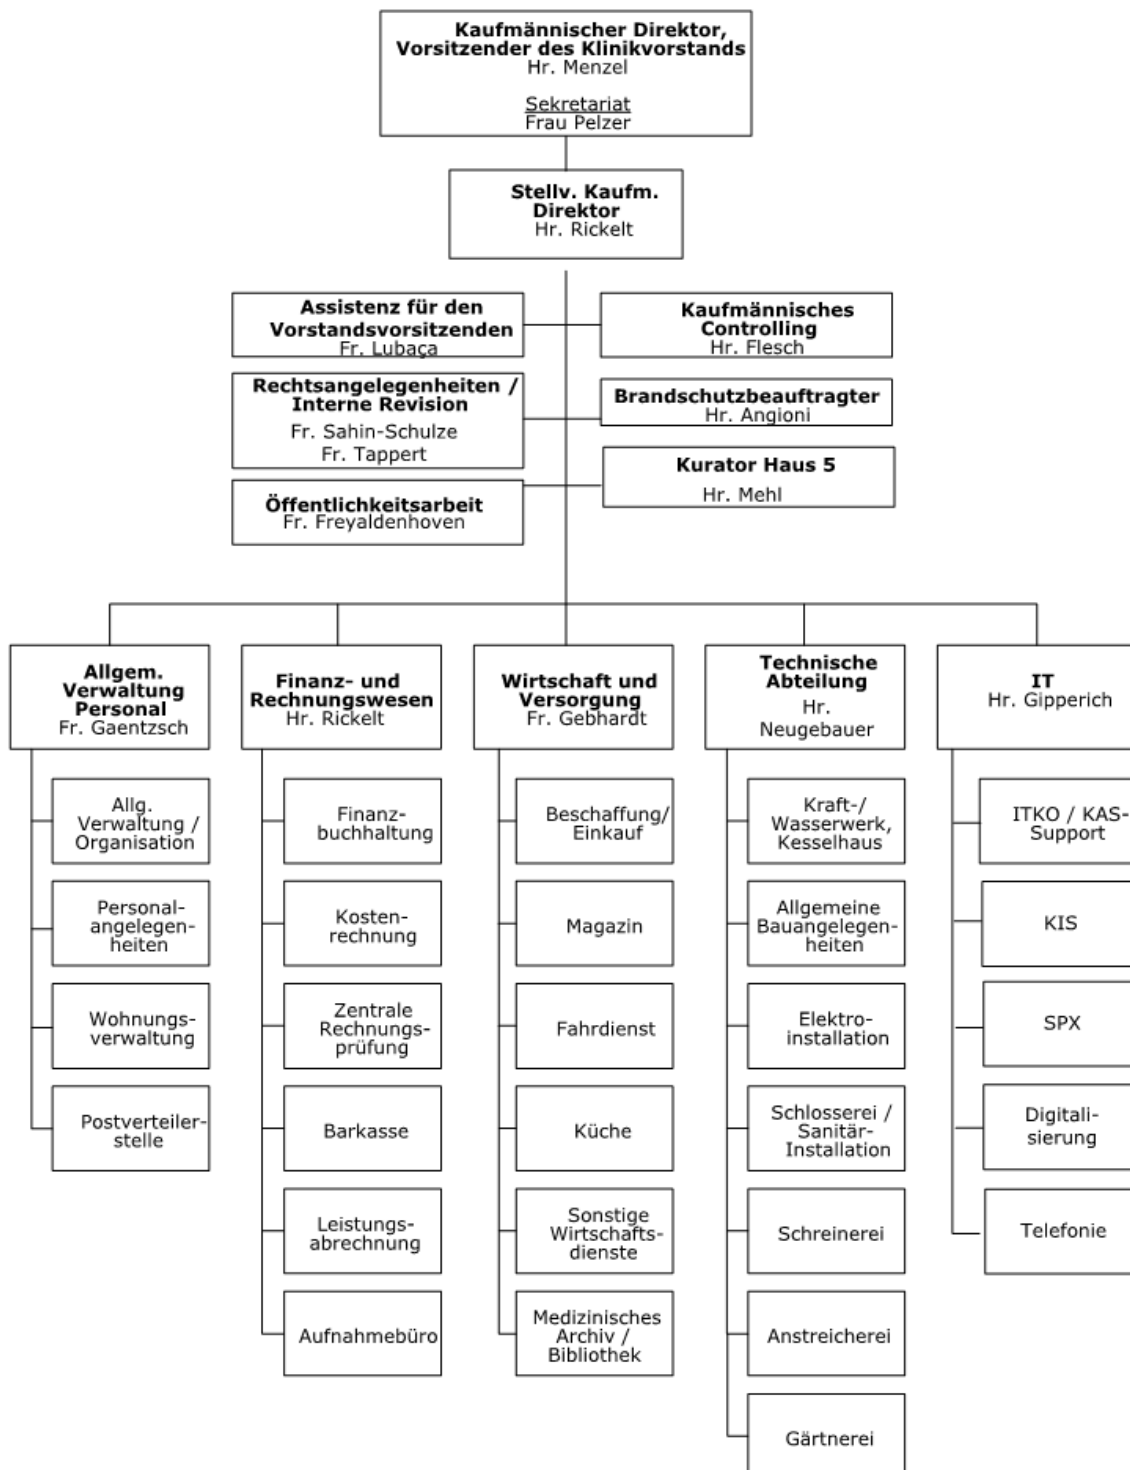 Kaufmännischer Direktor,
Vorsitzender des Klinikvorstands
Hr. Menzel
Sekretariat
Frau Pelzer
Stellv. Kaufm.
Direktor
Hr. Rickelt
Assistenz für den
Vorstandsvorsitzenden
Fr. Lubaça
Kaufmännisches
Controlling
Hr. Flesch
Rechtsangelegenheiten /
Interne Revision
Fr. Sahin-Schulze
Fr. Tappert
Brandschutzbeauftragter
Hr. Angioni
Kurator Haus 5
Hr. Mehl
Öffentlichkeitsarbeit
Fr. Freyaldenhoven
Allgem.
Verwaltung
Personal
Fr. Gaentzsch
Finanz- und
Rechnungswesen
Hr. Rickelt
Wirtschaft und
Versorgung
Fr. Gebhardt
Technische
Abteilung
Hr.
Neugebauer
IT
Hr. Gipperich
Allg.
Verwaltung /
Organisation
Personal-
angelegen-
heiten
Wohnungs-
verwaltung
Postverteiler-
stelle
Finanz-
buchhaltung
Kosten-
rechnung
Zentrale
Rechnungs-
prüfung
Barkasse
Leistungs-
abrechnung
Aufnahmebüro
Beschaffung/
Einkauf
Magazin
Fahrdienst
Küche
Sonstige
Wirtschafts-
dienste
Medizinisches
Archiv /
Bibliothek
Kraft-/
Wasserwerk,
Kesselhaus
Allgemeine
Bauangelegen-
heiten
Elektro-
installation
Schlosserei /
Sanitär-
Installation
Schreinerei
Anstreicherei
Gärtnerei
ITKO / KAS-
Support
KIS
SPX
Digitali-
sierung
Telefonie